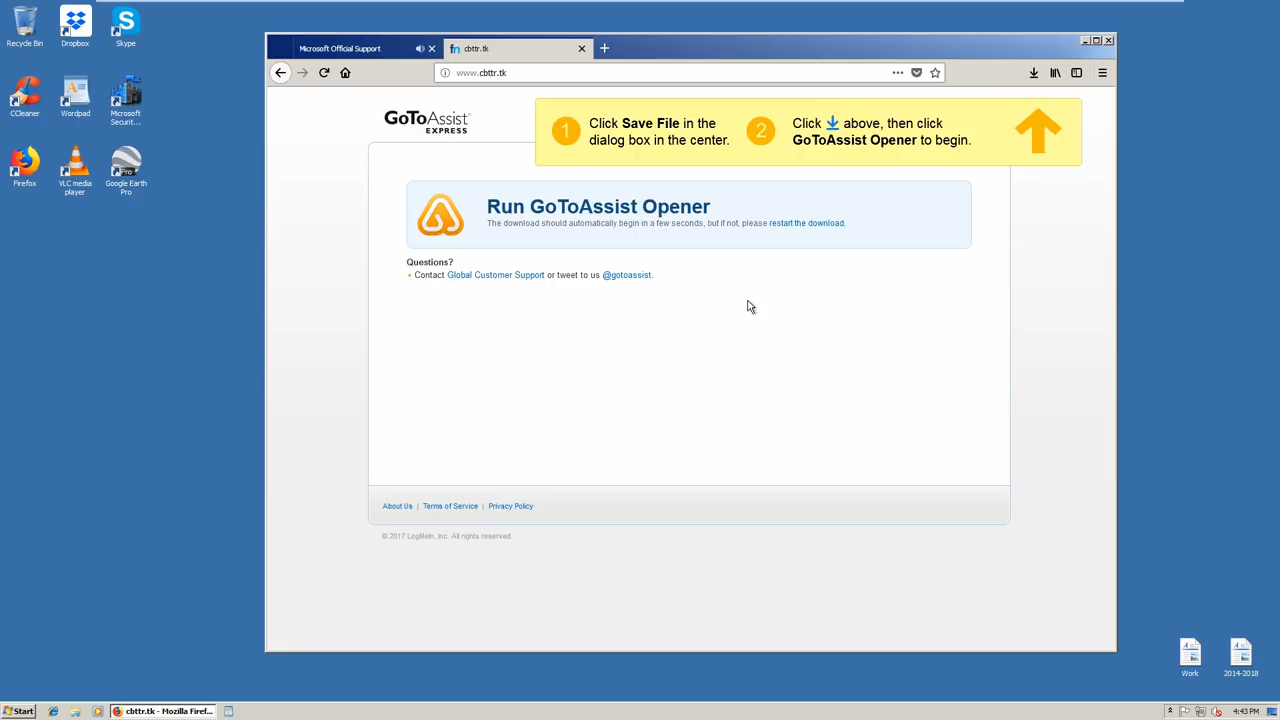 Recycle Bin
Dropbox
Skype
CCleaner
Wordpad
Microsoft
Securit...
Firefox
VLC media
player
Google Earth
Pro
Pro
Microsoft Official Support
cbttr.tk
www.cbttr.tk
GoToAssist
EXPRESS
1
Click Save File in the
dialog box in the center.
2
Click above, then click
GoToAssist Opener to begin.
Run GoToAssist Opener
The download should automatically begin in a few seconds, but if not, please restart the download.
Questions?
Contact Global Customer Support or tweet to us @gotoassist.
About Us | Terms of Service | Privacy Policy
© 2017 LogMeIn, Inc. All rights reserved.
Work
2014-2018
Start
cbttr.tk - Mozilla Firef...
4:43 PM